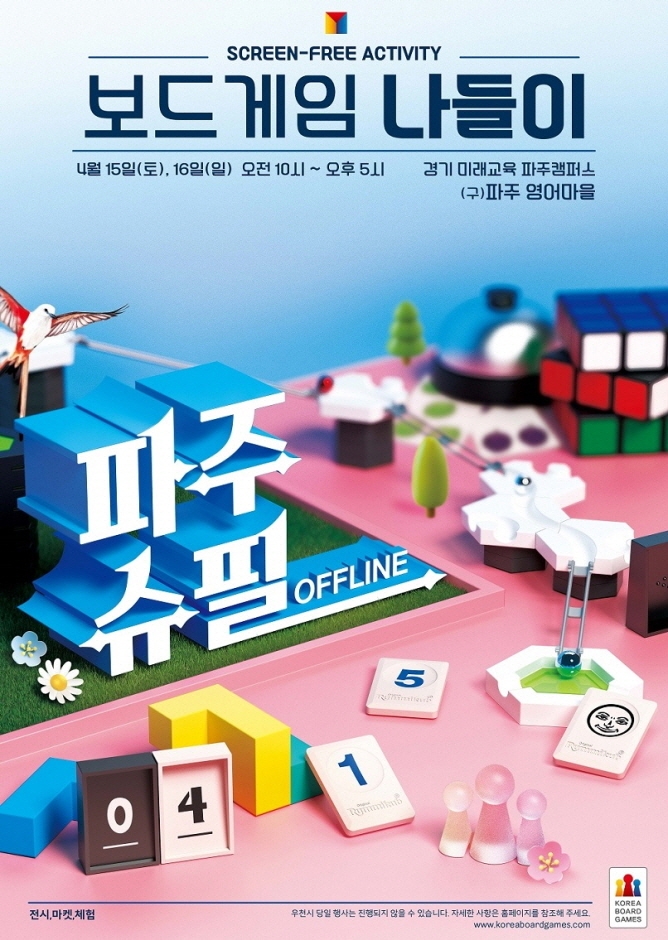 SCREEN-FREE ACTIVITY
보드게임 나들이
4월 15일(토), 16일(일) 오전 10시 ~ 오후 5시
경기 미래교육 파주캠퍼스
(구)파주 영어마을
파주
슈필
OFFLINE
5
1
0 4
전시,마켓,체험
우천시 당일 행사는 진행되지 않을 수 있습니다. 자세한 사항은 홈페이지를 참조해 주세요.
www.koreaboardgames.com
KOREA
BOARD
GAMES